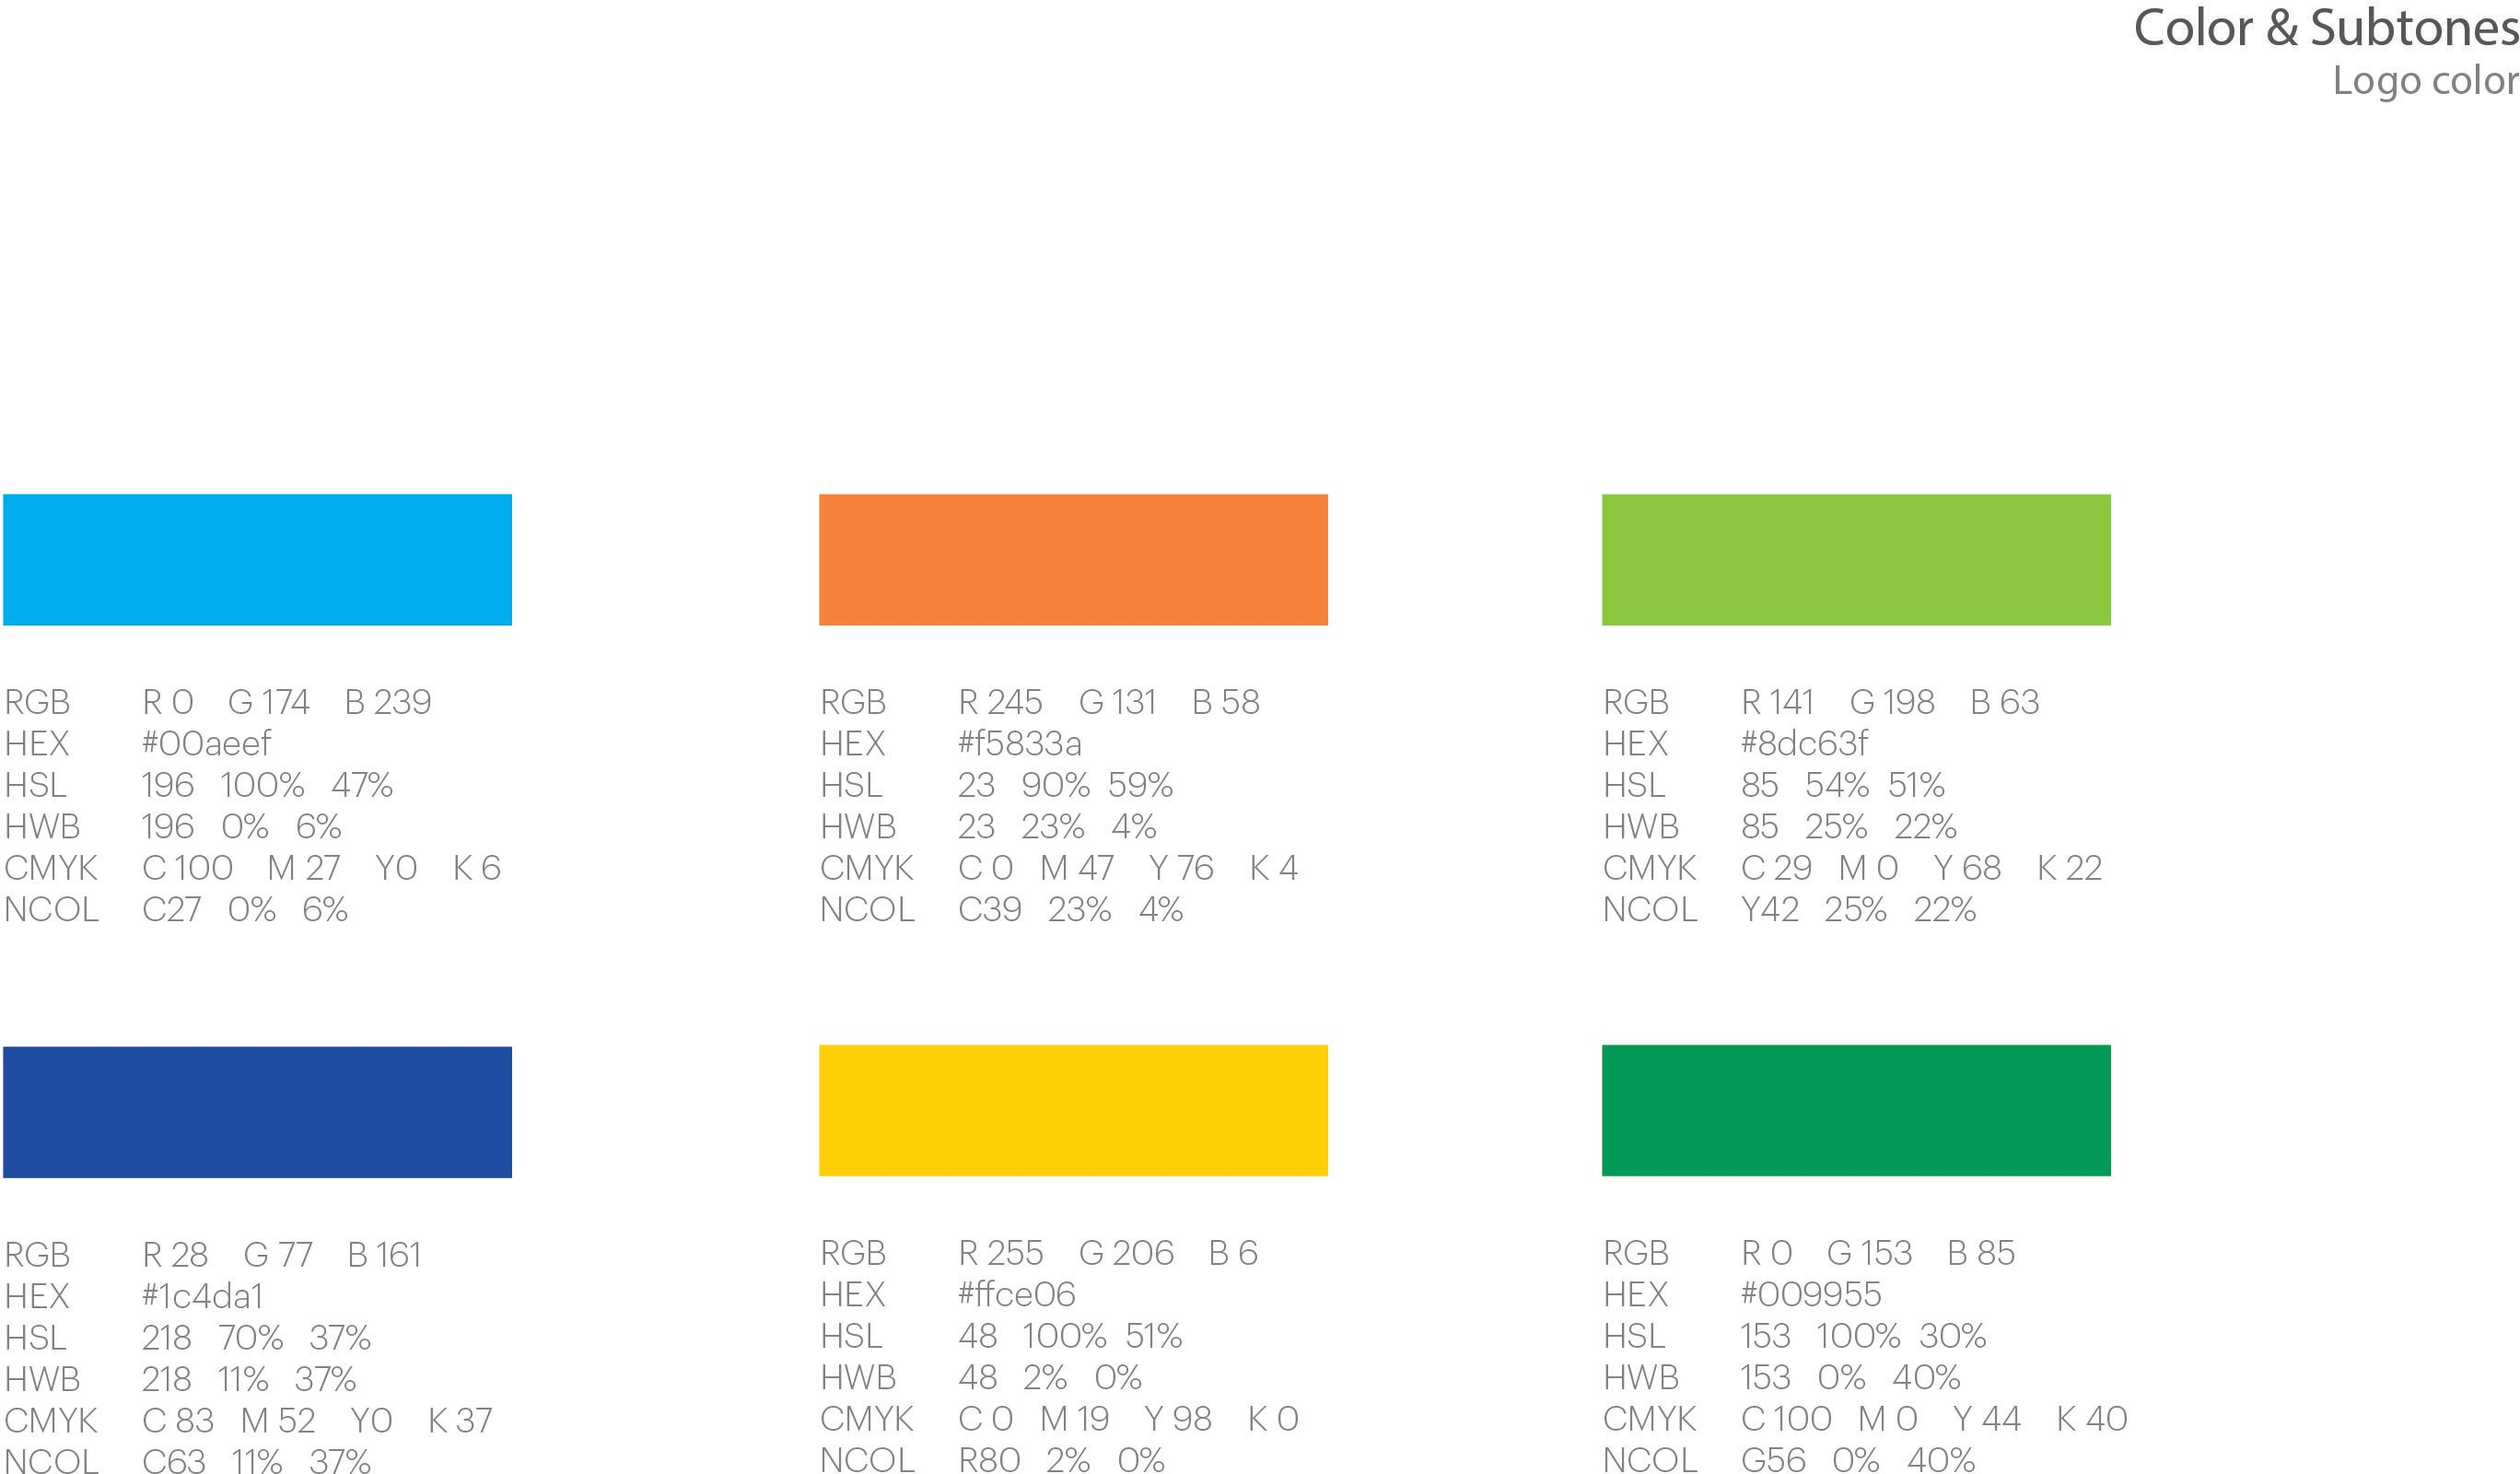 Color & Subtones
Logo color
RGB R 0 G 174 B 239
HEX #00aeef
HSL 196 100% 47%
HWB 196 0% 6%
CMYK C 100 M 27 Y0 K 6
NCOL C27 0% 6%
RGB R 245 G 131 B 58
HEX #f5833a
HSL 23 90% 59%
HWB 23 23% 4%
CMYK C 0 M 47 Y 76 K 4
NCOL C39 23% 4%
RGB R 141 G 198 B 63
HEX #8dc63f
HSL 85 54% 51%
HWB 85 25% 22%
CMYK C 29 M 0 Y 68 K 22
NCOL Y42 25% 22%
RGB R 28 G 77 B 161
HEX #1c4da1
HSL 218 70% 37%
HWB 218 11% 37%
CMYK C 83 M 52 Y0 K 37
NCOL C63 11% 37%
RGB R 255 G 206 B 6
HEX #ffce06
HSL 48 100% 51%
HWB 48 2% 0%
CMYK C 0 M 19 Y 98 K 0
NCOL R80 2% 0%
RGB R 0 G 153 B 85
HEX #009955
HSL 153 100% 30%
HWB 153 0% 40%
CMYK C 100 M 0 Y 44 K 40
NCOL G56 0% 40%